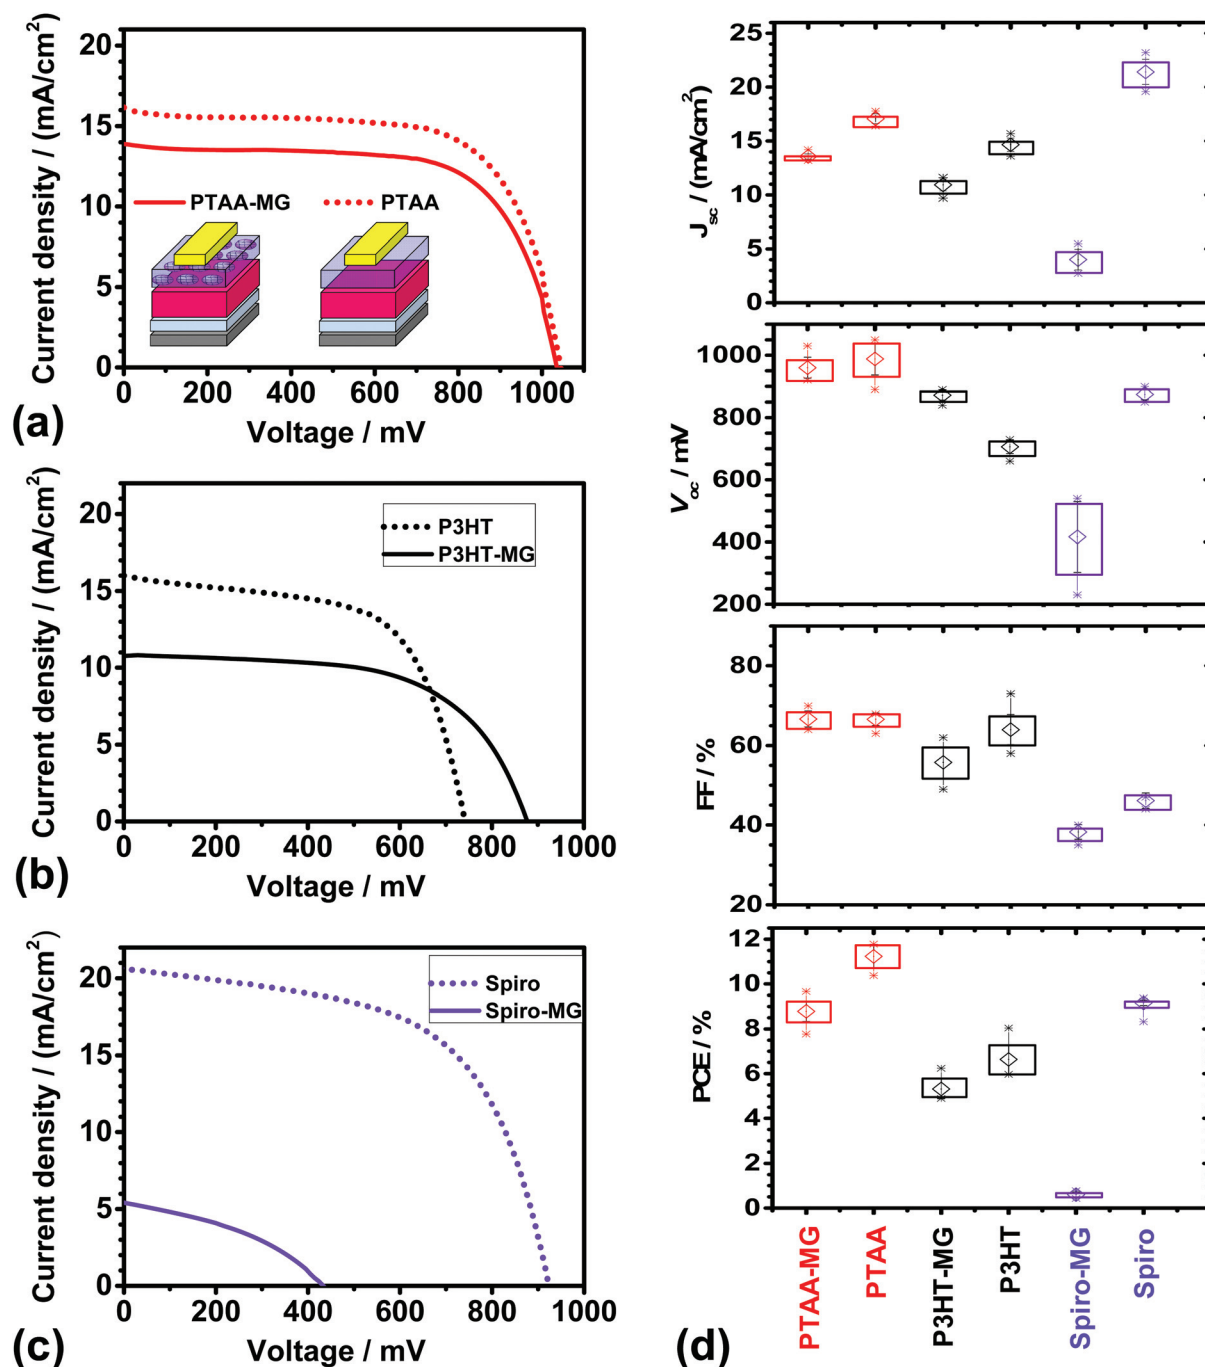 20
15
10
5
0
Current density / (mA/cm²)
PTAA-MG
PTAA
0 200 400 600 800 1000
Voltage / mV
(a)
20
15
10
5
0
Current density / (mA/cm²)
P3HT
P3HT-MG
0 200 400 600 800 1000
Voltage / mV
(b)
20
15
10
5
0
Current density / (mA/cm²)
Spiro
Spiro-MG
0 200 400 600 800 1000
Voltage / mV
(c)
25
20
15
10
5
0
J_sc / (mA/cm²)
1000
800
600
400
200
V_oc / mV
80
60
40
20
FF / %
12
10
8
6
4
2
0
PCE / %
PTAA-MG
PTAA
P3HT-MG
P3HT
Spiro-MG
Spiro
(d)